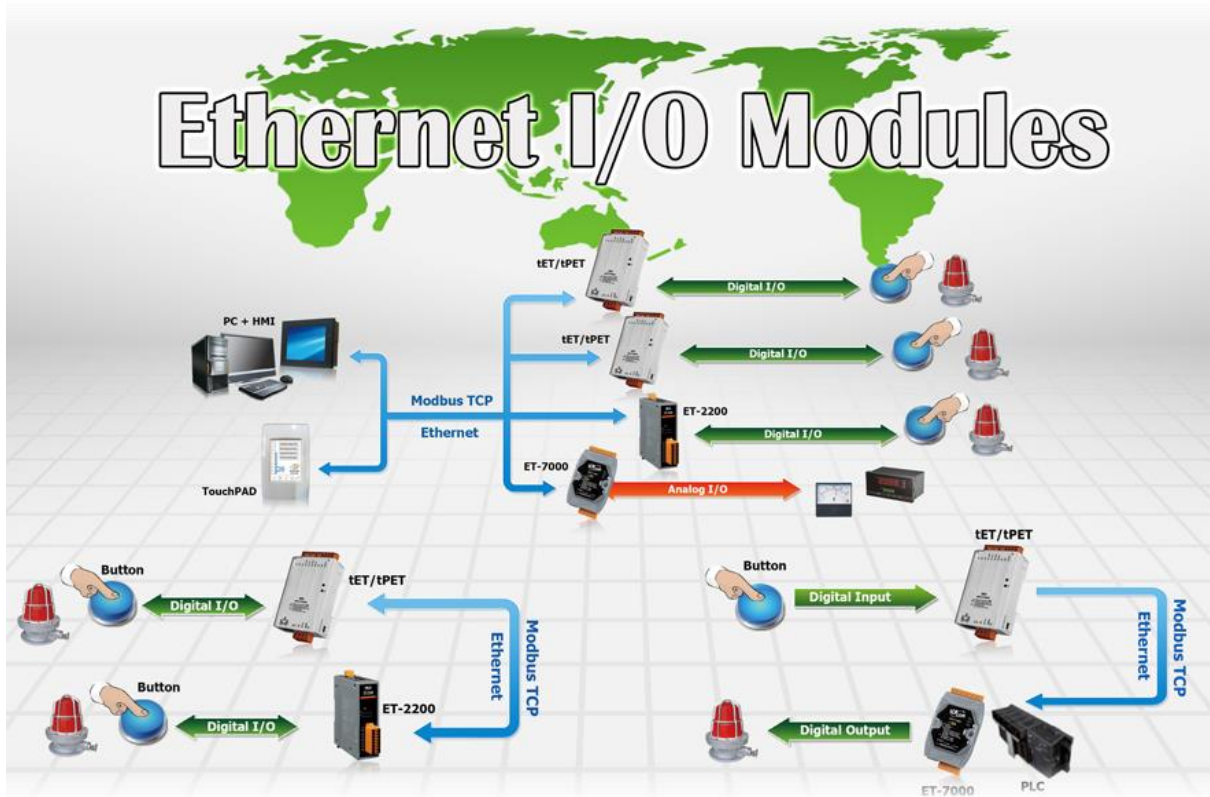 Ethernet I/O Modules
tET/tPET
Digital I/O
PC + HMI
tET/tPET
Digital I/O
Modbus TCP
Ethernet
ET-2200
Digital I/O
TouchPAD
ET-7000
Analog I/O
Button
tET/tPET
Digital I/O
Modbus TCP
Ethernet
Button
ET-2200
Digital I/O
tET/tPET
Button
Digital Input
Modbus TCP
Ethernet
Digital Output
ET-7000
PLC